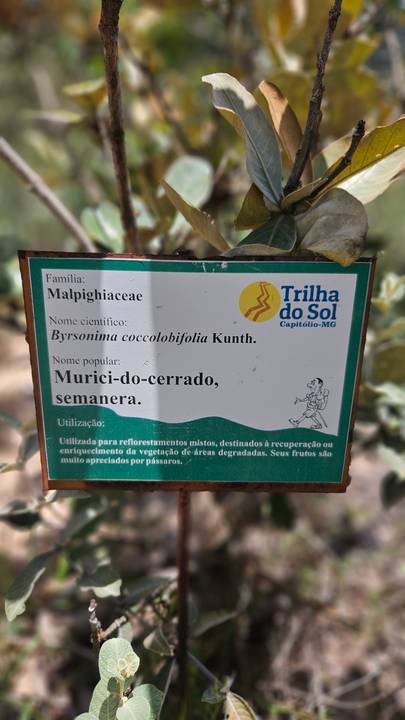 Família:
Malpighiaceae
Trilha
do Sol
Capitólio-MG
Nome científico:
Byrsonima coccolobifolia Kunth.
Nome popular:
Murici-do-cerrado,
semanera.
Utilização:
Utilizada para reflorestamentos mistos, destinados à recuperação ou
enriquecimento da vegetação de áreas degradadas. Seus frutos são
muito apreciados por pássaros.